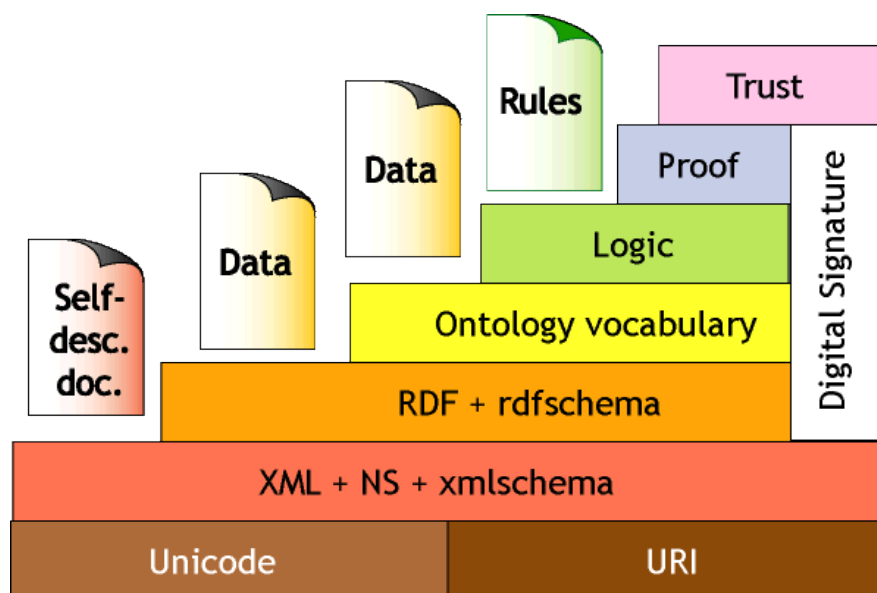 Rules
Trust
Data
Proof
Data
Logic
Self-
desc.
doc.
Ontology vocabulary
Digital Signature
RDF + rdfschema
XML + NS + xmlschema
Unicode
URI